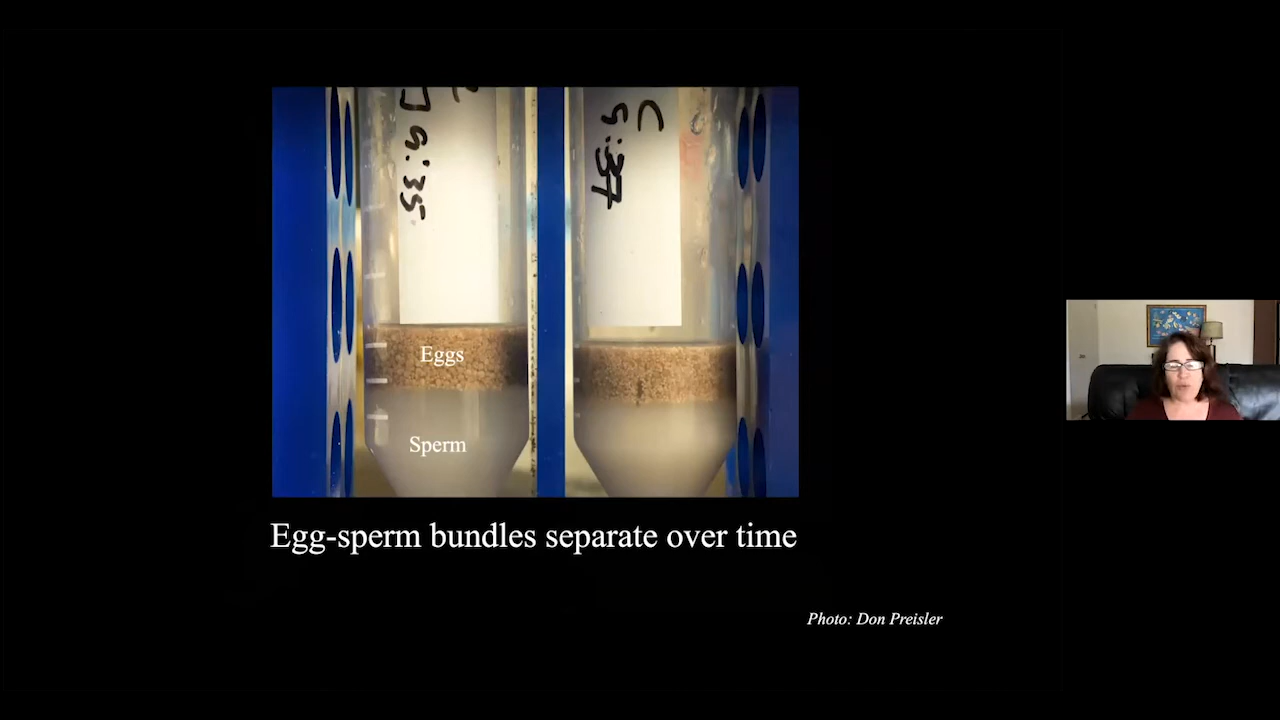 9:35
C
9:37
Eggs
Sperm
Egg-sperm bundles separate over time
Photo: Don Preisler